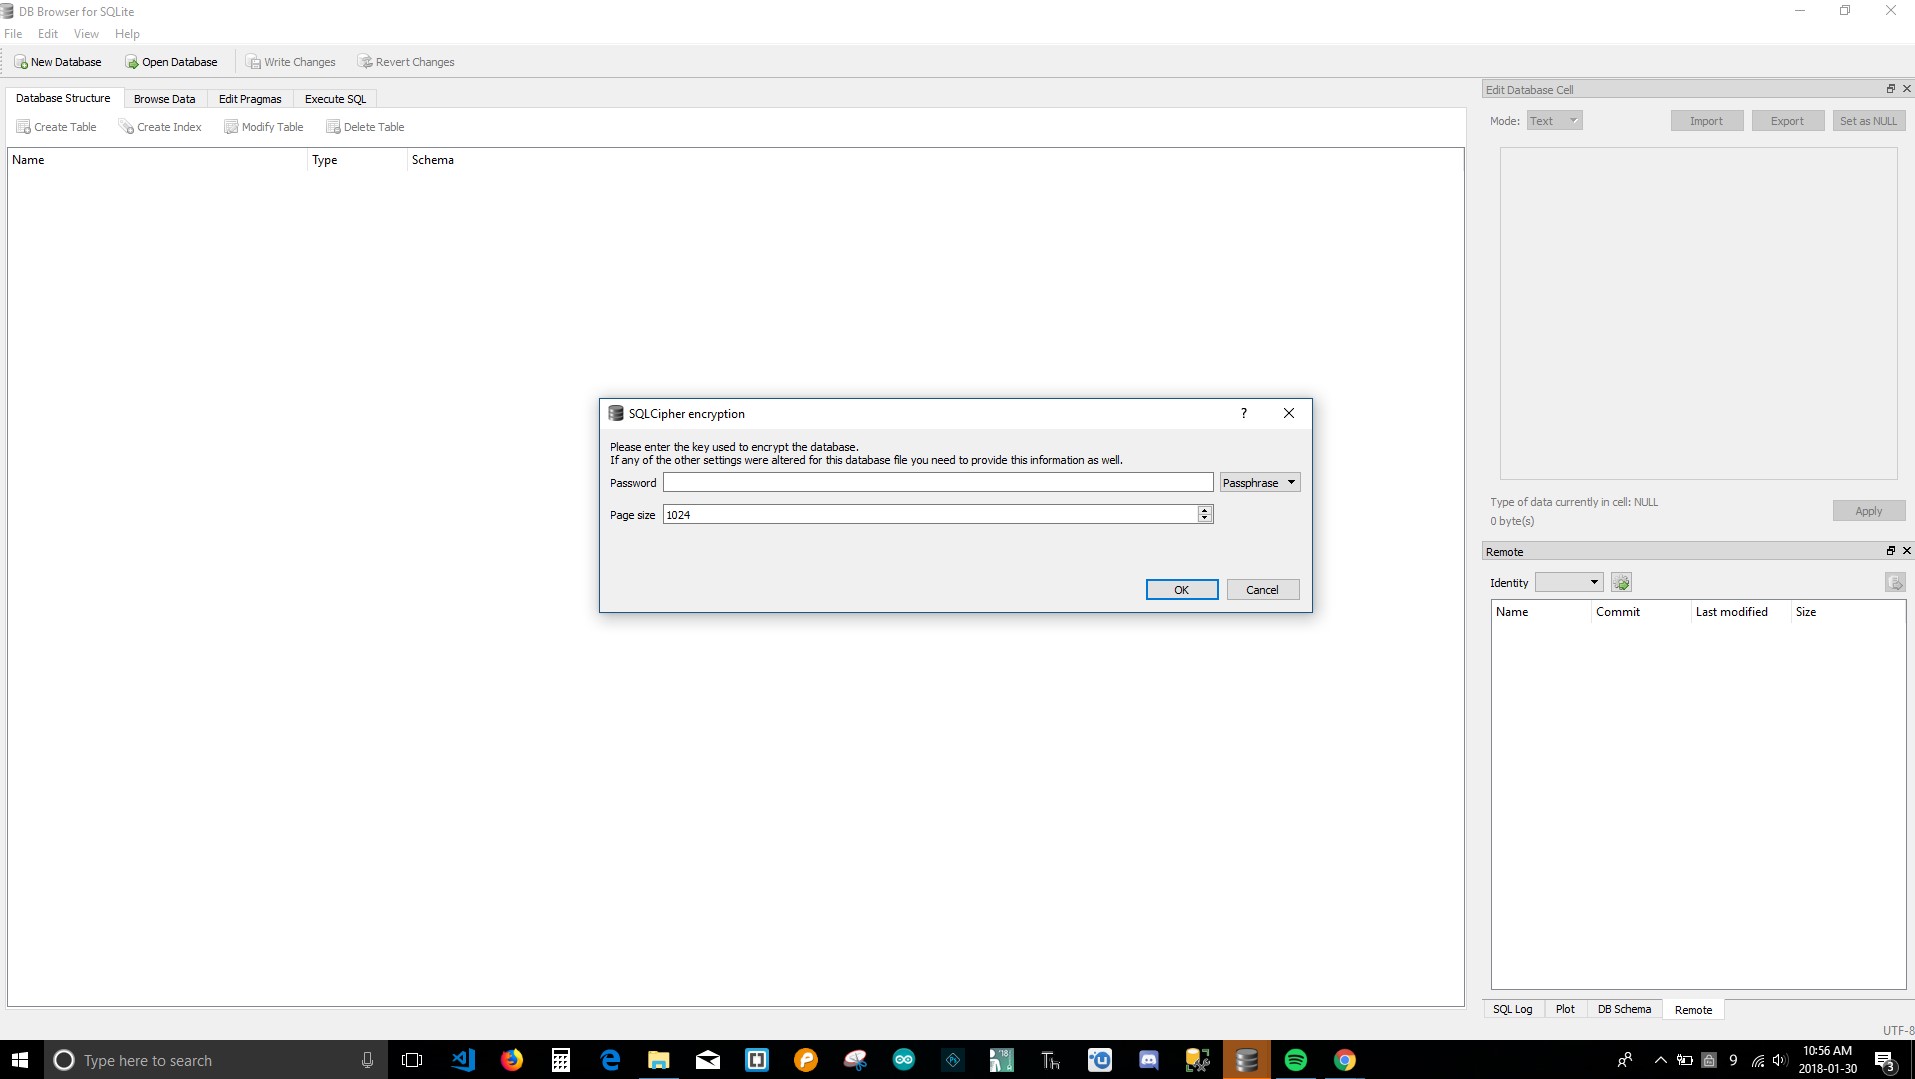 DB Browser for SQLite
File Edit View Help
New Database Open Database Write Changes Revert Changes
Database Structure Browse Data Edit Pragmas Execute SQL
Create Table Create Index Modify Table Delete Table
Name Type Schema
SQLCipher encryption ?
Please enter the key used to encrypt the database.
If any of the other settings were altered for this database file you need to provide this information as well.
Password Passphrase
Page size 1024
OK Cancel
Edit Database Cell
Mode: Text Import Export Set as NULL
Type of data currently in cell: NULL
0 byte(s)
Apply
Remote
Identity
Name Commit Last modified Size
SQL Log Plot DB Schema Remote
UTF-8
Type here to search
Th
9
10:56 AM
2018-01-30
3